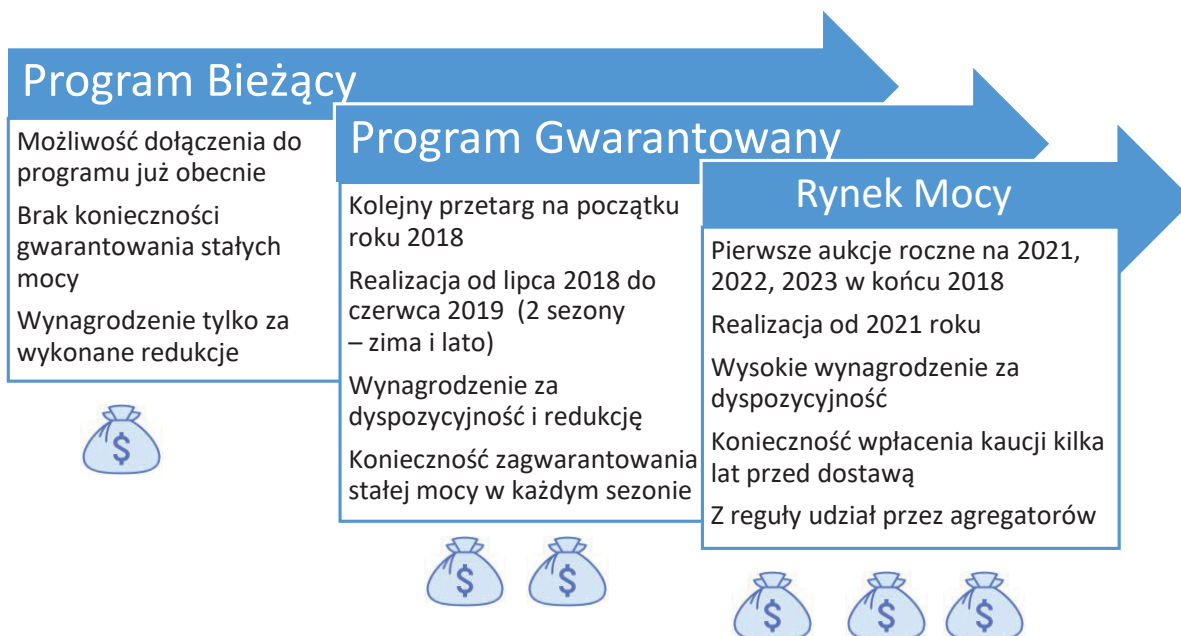 Program Bieżący
Możliwość dołączenia do
programu już obecnie
Brak konieczności
gwarantowania stałych
mocy
Wynagrodzenie tylko za
wykonane redukcje
$
Program Gwarantowany
Kolejny przetarg na początku
roku 2018
Realizacja od lipca 2018 do
czerwca 2019 (2 sezony
– zima i lato)
Wynagrodzenie za
dyspozycyjność i redukcję
Konieczność zagwarantowania
stałej mocy w każdym sezonie
$ $
Rynek Mocy
Pierwsze aukcje roczne na 2021,
2022, 2023 w końcu 2018
Realizacja od 2021 roku
Wysokie wynagrodzenie za
dyspozycyjność
Konieczność wpłacenia kaucji kilka
lat przed dostawą
Z reguły udział przez agregatorów
$ $ $